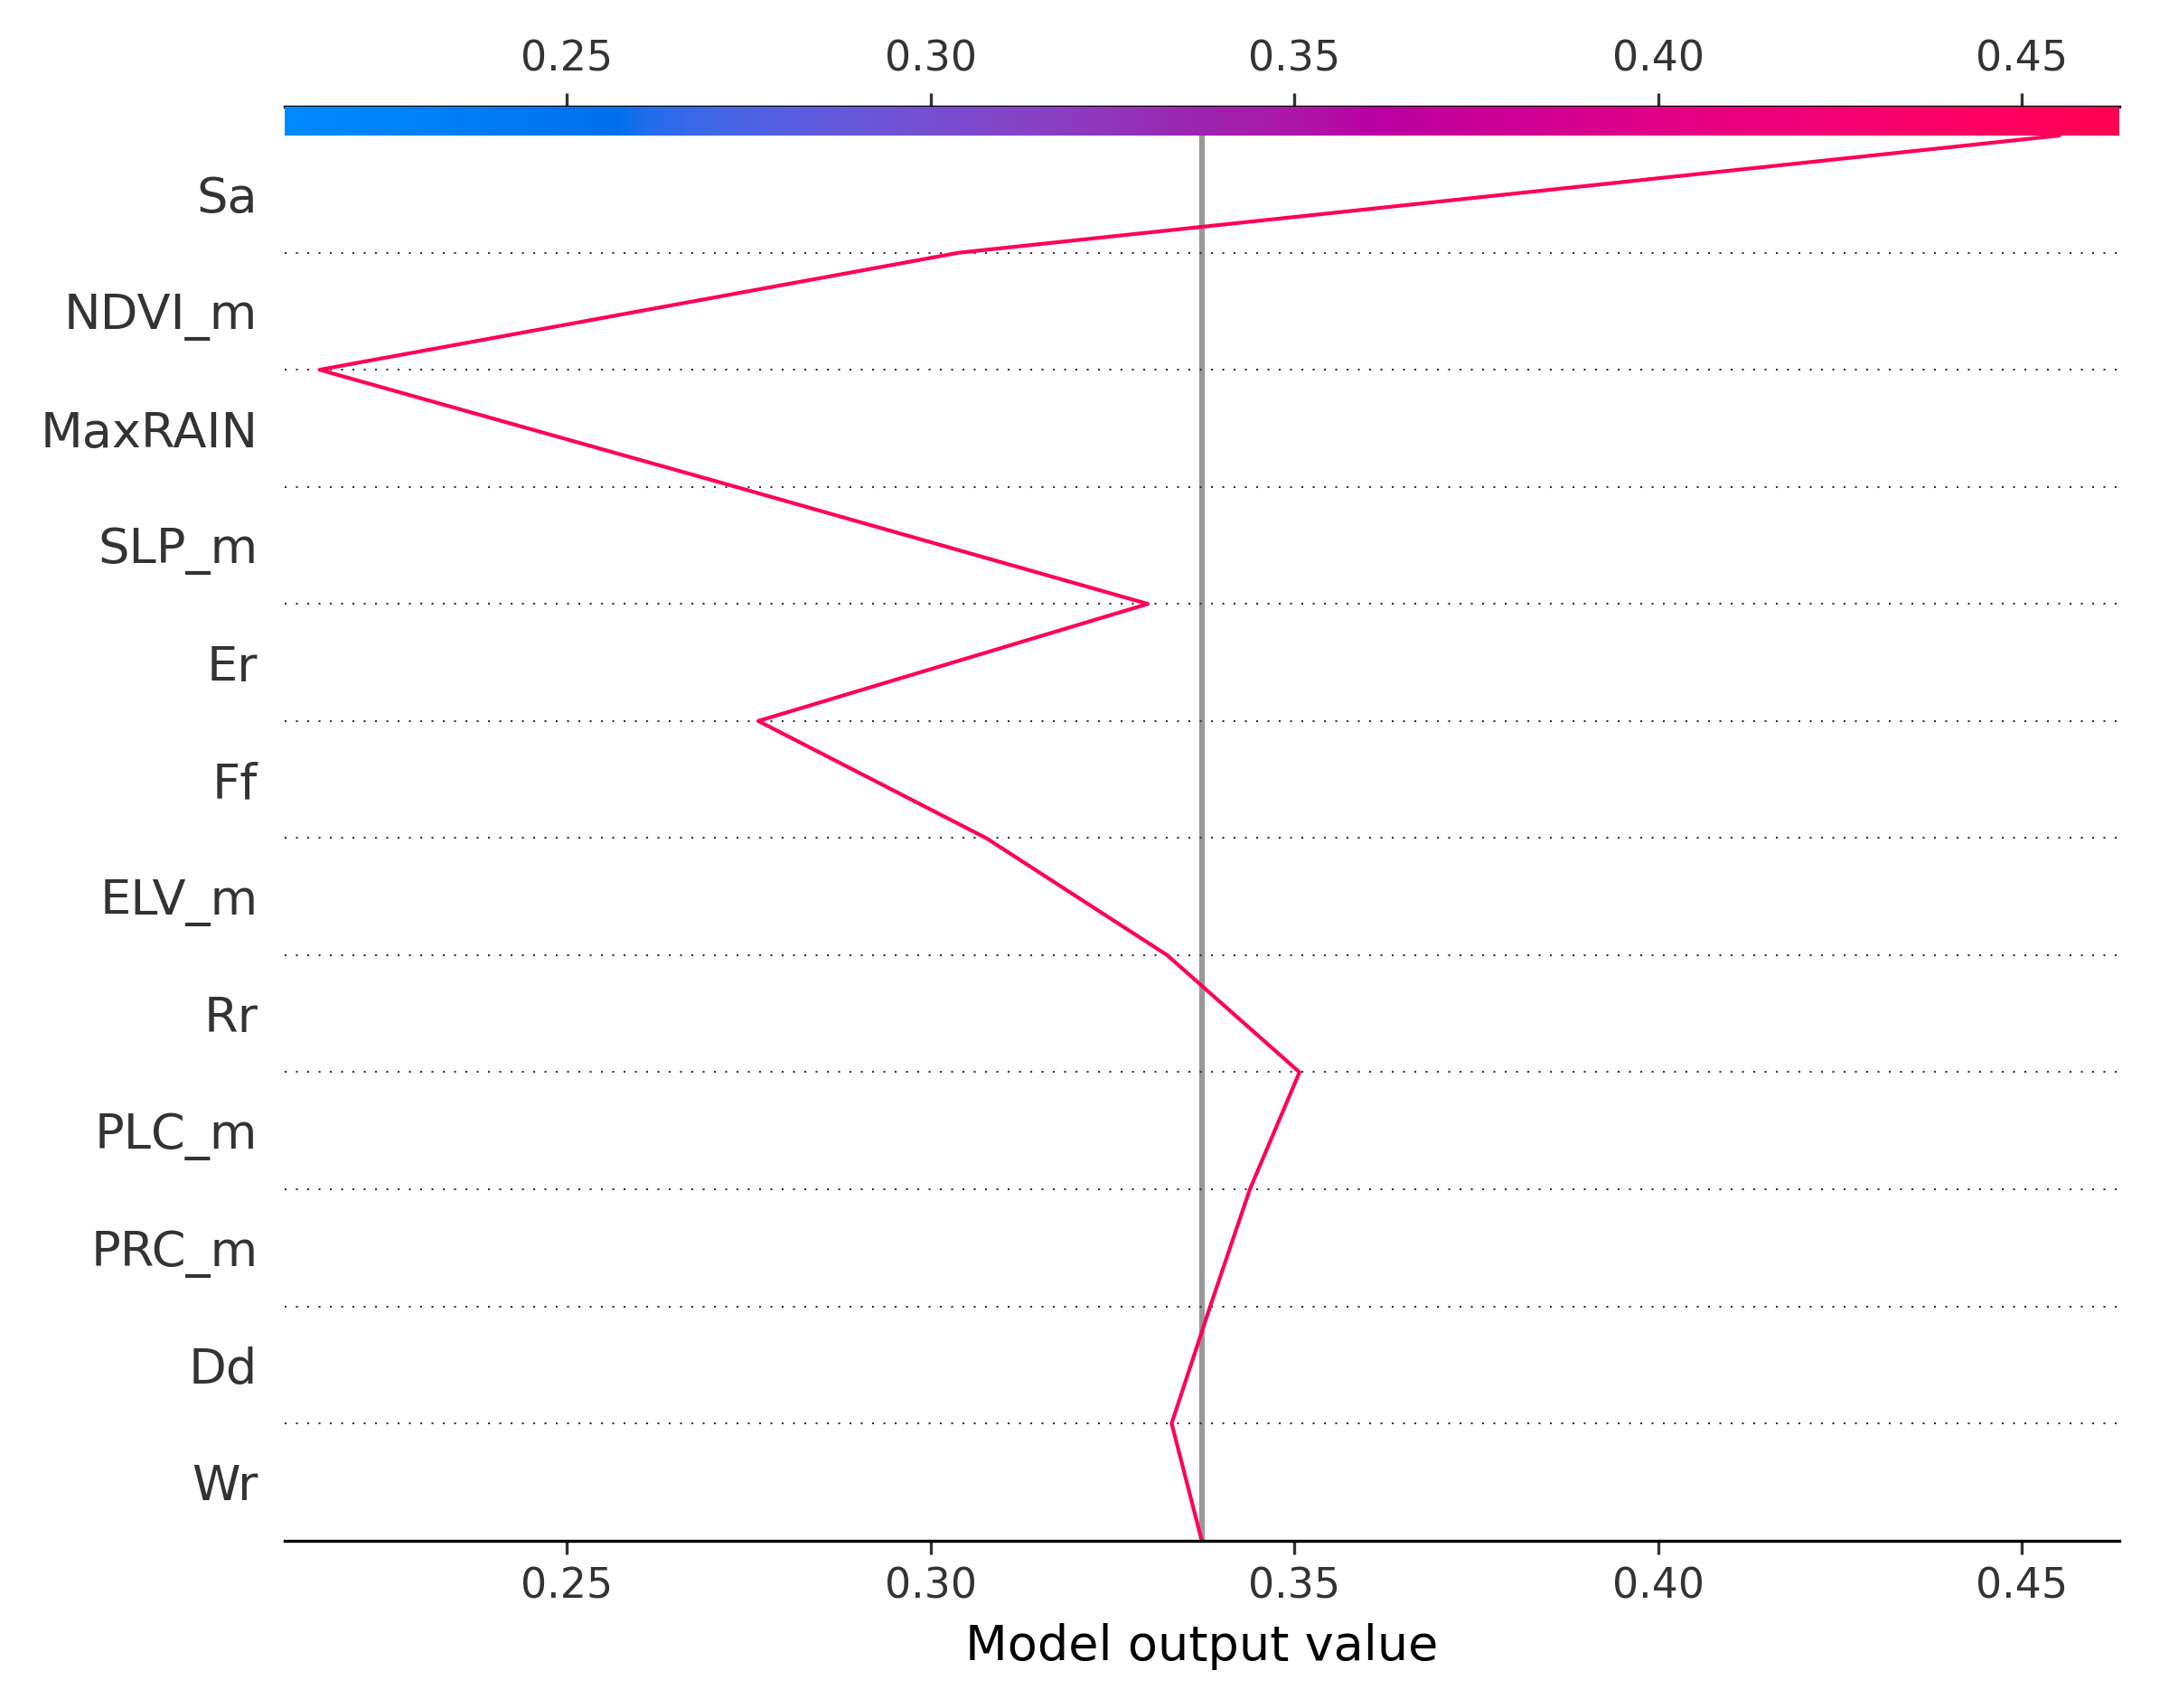 0.25 0.30 0.35 0.40 0.45
Sa
NDVI_m
MaxRAIN
SLP_m
Er
Ff
ELV_m
Rr
PLC_m
PRC_m
Dd
Wr
0.25 0.30 0.35 0.40 0.45
Model output value